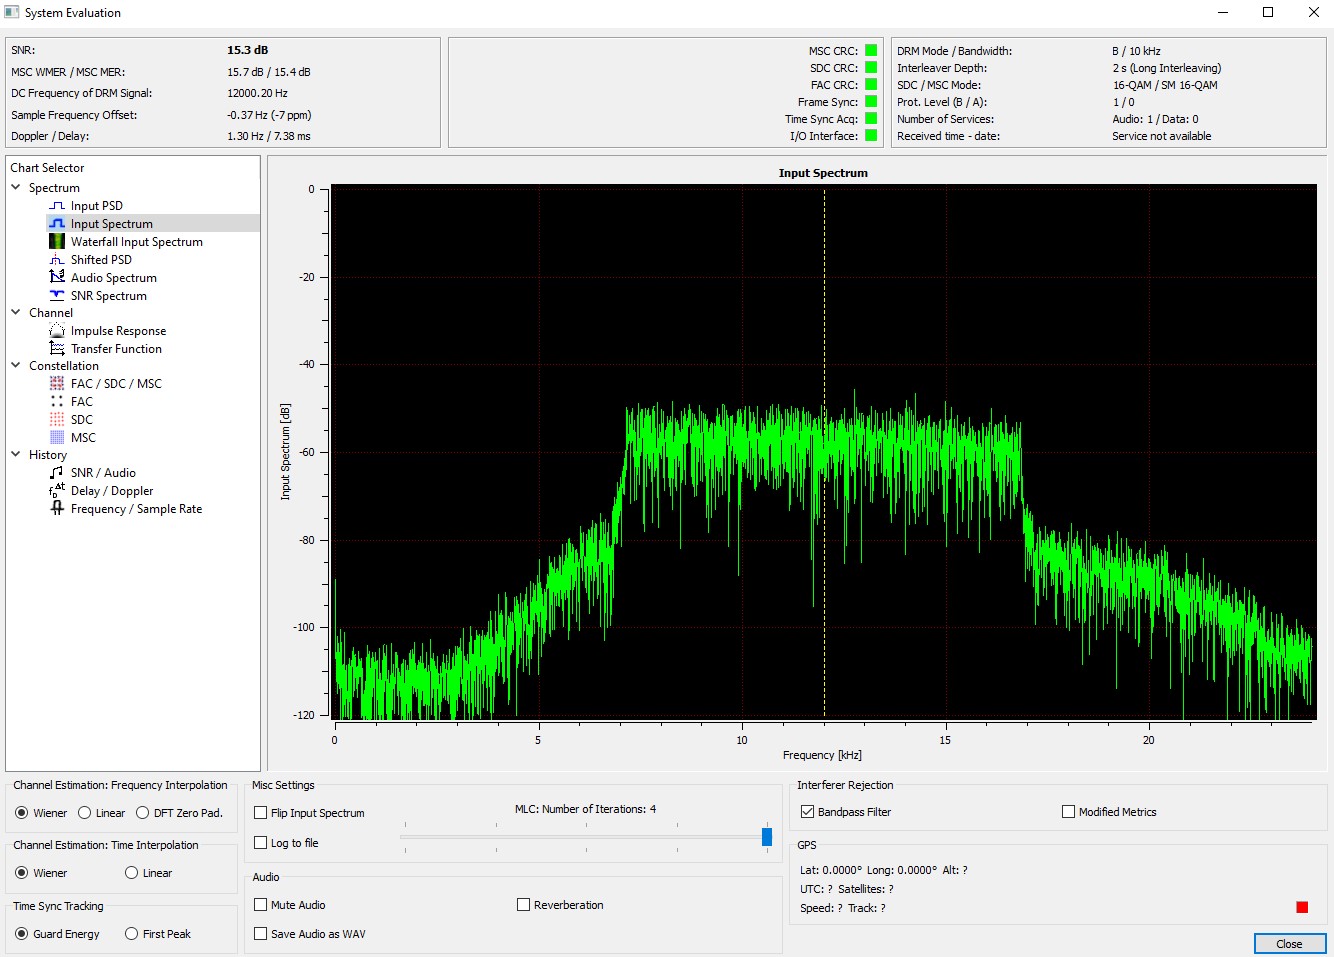 System Evaluation
SNR: 15.3 dB
MSC WMER / MSC MER: 15.7 dB / 15.4 dB
DC Frequency of DRM Signal: 12000.20 Hz
Sample Frequency Offset: -0.37 Hz (-7 ppm)
Doppler / Delay: 1.30 Hz / 7.38 ms
MSC CRC:
SDC CRC:
FAC CRC:
Frame Sync:
Time Sync Acq:
I/O Interface:
DRM Mode / Bandwidth: B / 10 kHz
Interleaver Depth: 2 s (Long Interleaving)
SDC / MSC Mode: 16-QAM / SM 16-QAM
Prot. Level (B / A): 1 / 0
Number of Services: Audio: 1 / Data: 0
Received time - date: Service not available
Chart Selector
Spectrum
Input PSD
Input Spectrum
Waterfall Input Spectrum
Shifted PSD
Audio Spectrum
SNR Spectrum
Channel
Impulse Response
Transfer Function
Constellation
FAC / SDC / MSC
FAC
SDC
MSC
History
SNR / Audio
Delay / Doppler
Frequency / Sample Rate
Input Spectrum
Input Spectrum [dB]
0
-20
-40
-60
-80
-100
-120
0 5 10 15 20
Frequency [kHz]
Channel Estimation: Frequency Interpolation
Wiener Linear DFT Zero Pad.
Channel Estimation: Time Interpolation
Wiener Linear
Time Sync Tracking
Guard Energy First Peak
Misc Settings
Flip Input Spectrum
MLC: Number of Iterations: 4
Log to file
Audio
Mute Audio Reverberation
Save Audio as WAV
Interferer Rejection
Bandpass Filter Modified Metrics
GPS
Lat: 0.0000° Long: 0.0000° Alt: ?
UTC: ? Satellites: ?
Speed: ? Track: ?
Close